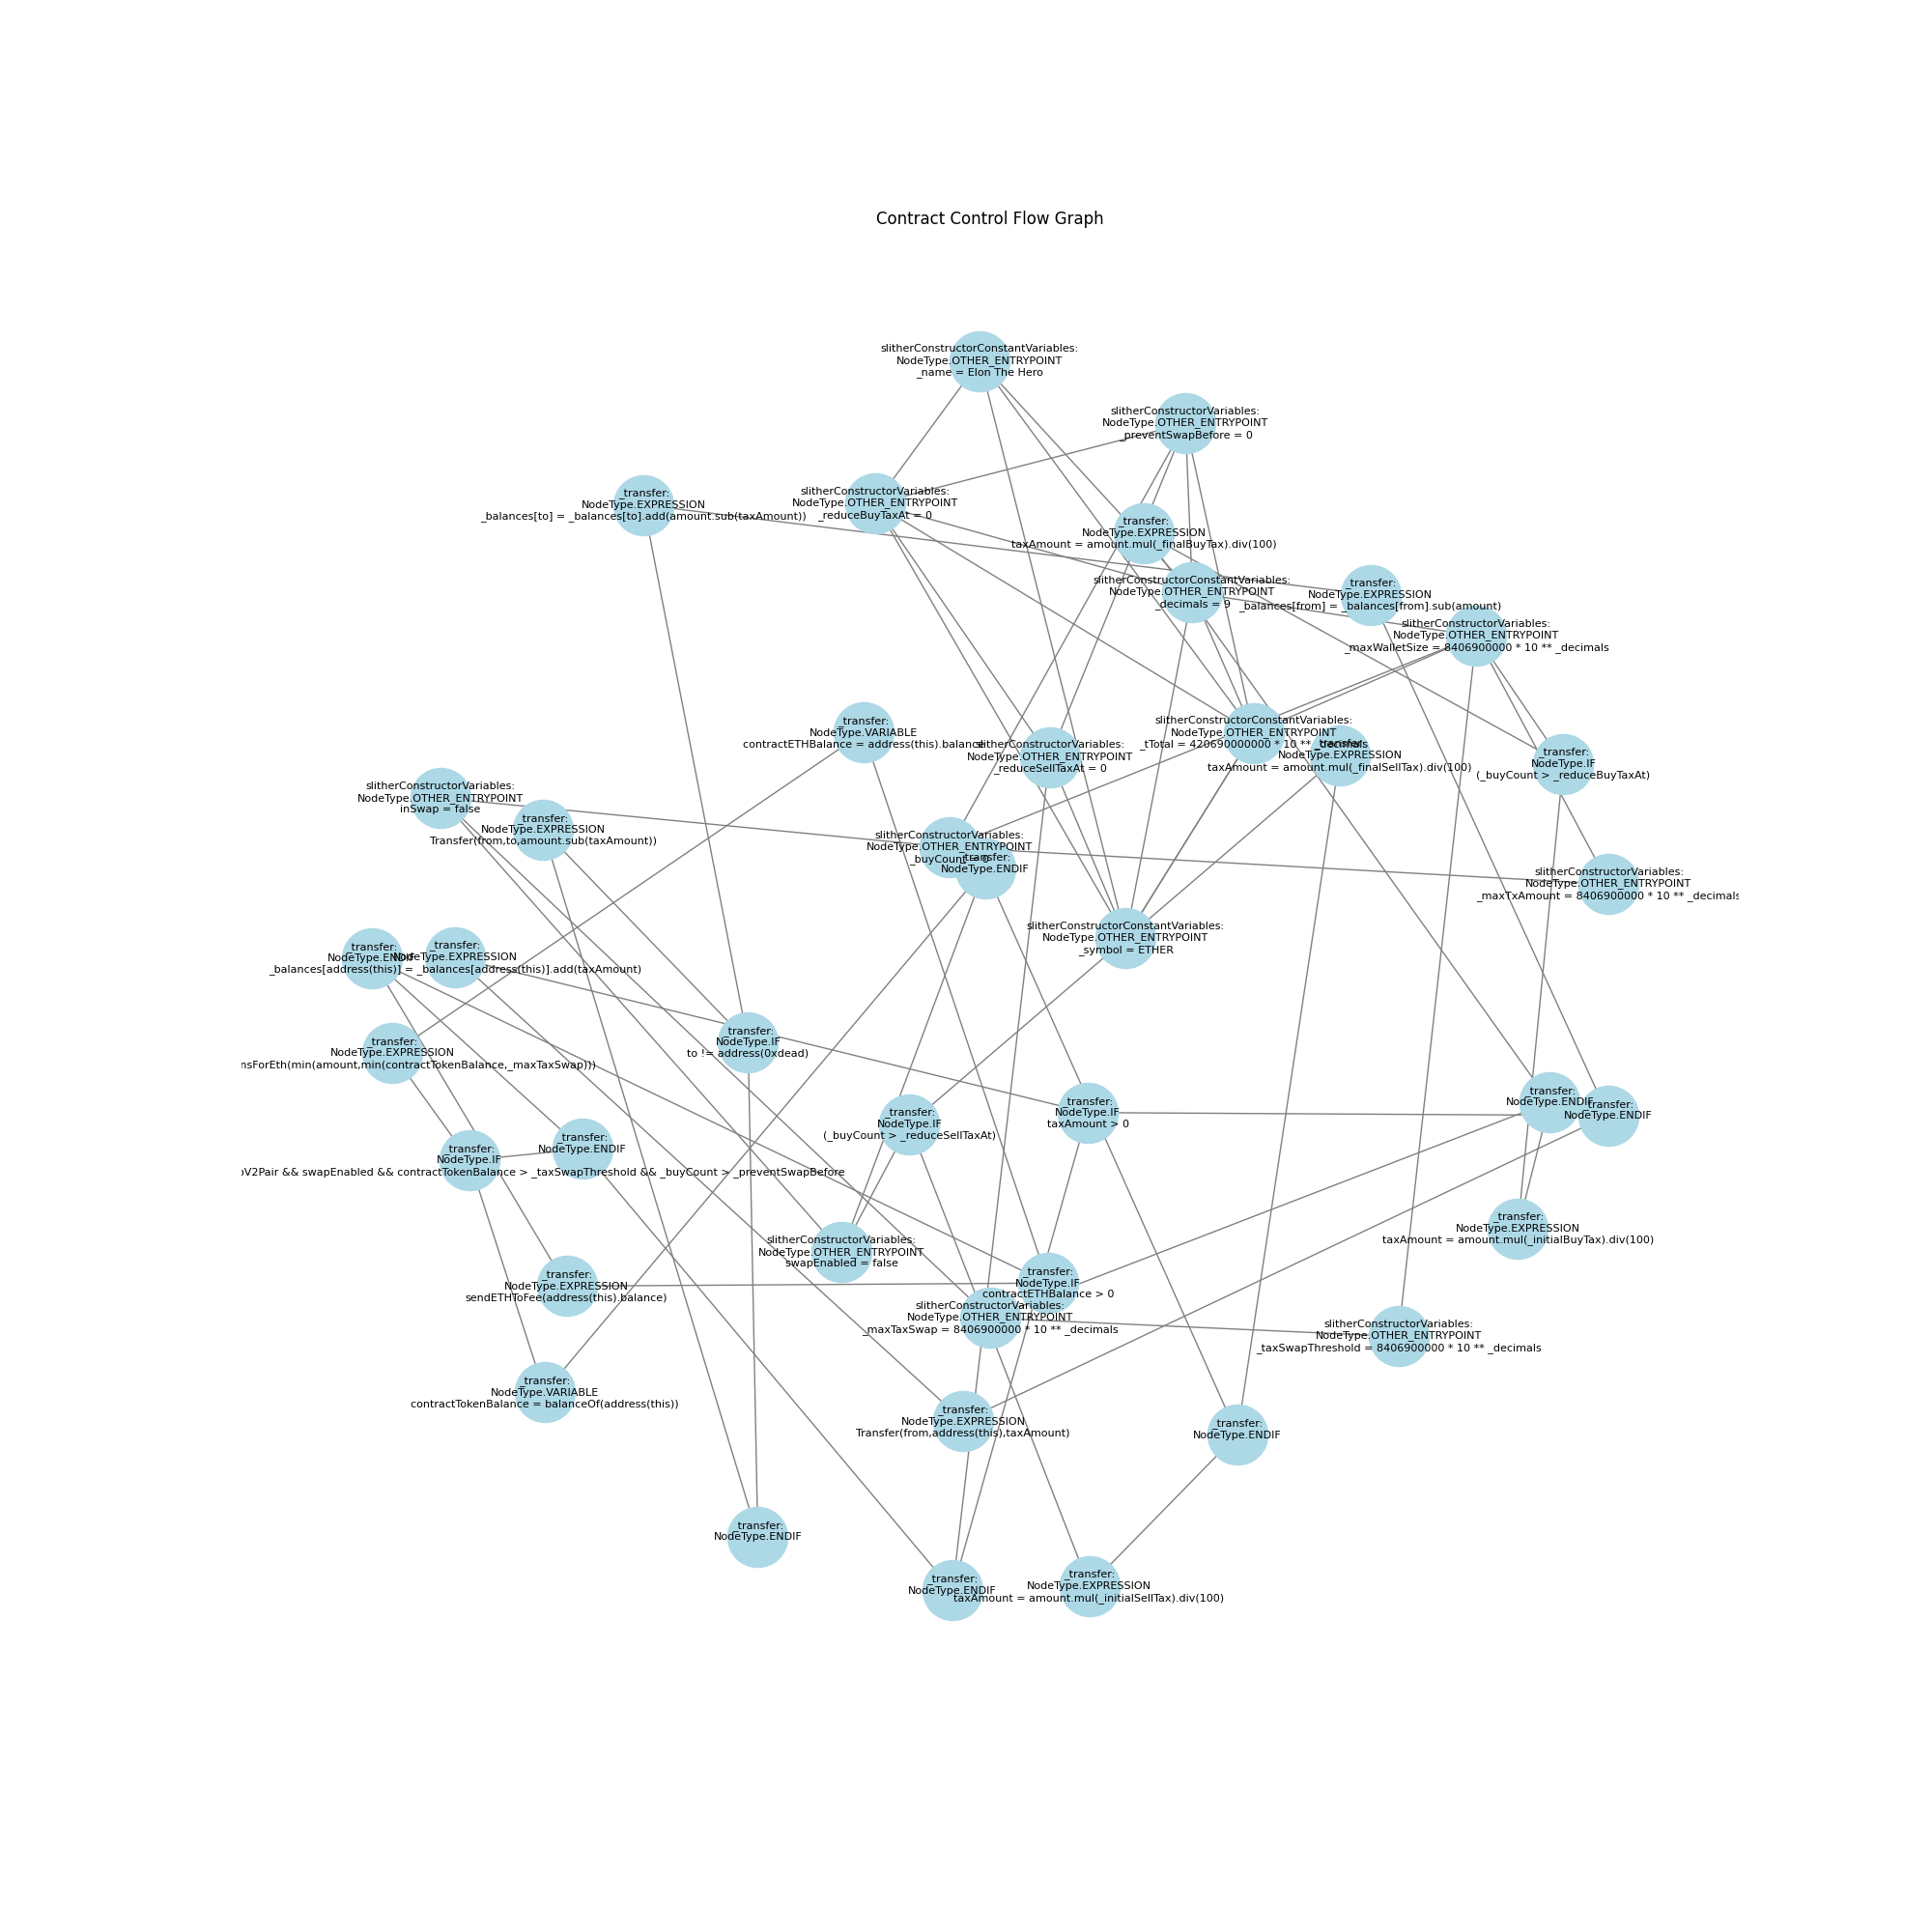 Contract Control Flow Graph
slitherConstructorConstantVariables:
NodeType.OTHER_ENTRYPOINT
_name = Elon The Hero
slitherConstructorVariables:
NodeType.OTHER_ENTRYPOINT
_preventSwapBefore = 0
_transfer:
NodeType.EXPRESSION
_balances[to] = _balances[to].add(amount.sub(taxAmount))
slitherConstructorVariables:
NodeType.OTHER_ENTRYPOINT
_reduceBuyTaxAt = 0
_transfer:
NodeType.EXPRESSION
taxAmount = amount.mul(_finalBuyTax).div(100)
slitherConstructorConstantVariables:
NodeType.OTHER_ENTRYPOINT
_decimals = 9
_transfer:
NodeType.EXPRESSION
_balances[from] = _balances[from].sub(amount)
slitherConstructorVariables:
NodeType.OTHER_ENTRYPOINT
_maxWalletSize = 8406900000 * 10 ** _decimals
_transfer:
NodeType.VARIABLE
contractETHBalance = address(this).balance
slitherConstructorVariables:
NodeType.OTHER_ENTRYPOINT
_reduceSellTaxAt = 0
slitherConstructorConstantVariables:
NodeType.OTHER_ENTRYPOINT
_tTotal = 420690000000 * 10 ** _decimals
_transfer:
NodeType.EXPRESSION
taxAmount = amount.mul(_finalSellTax).div(100)
_transfer:
NodeType.IF
(_buyCount > _reduceBuyTaxAt)
slitherConstructorVariables:
NodeType.OTHER_ENTRYPOINT
inSwap = false
_transfer:
NodeType.EXPRESSION
Transfer(from,to,amount.sub(taxAmount))
slitherConstructorVariables:
NodeType.OTHER_ENTRYPOINT
_buyCount = 0
_transfer:
NodeType.ENDIF
slitherConstructorVariables:
NodeType.OTHER_ENTRYPOINT
_maxTxAmount = 8406900000 * 10 ** _decimals
slitherConstructorConstantVariables:
NodeType.OTHER_ENTRYPOINT
_symbol = ETHER
_transfer:
NodeType.ENDIF
_transfer:
NodeType.EXPRESSION
_balances[address(this)] = _balances[address(this)].add(taxAmount)
_transfer:
NodeType.EXPRESSION
nsForEth(min(amount,min(contractTokenBalance,_maxTaxSwap)))
_transfer:
NodeType.IF
to != address(0xdead)
_transfer:
NodeType.IF
(_buyCount > _reduceSellTaxAt)
_transfer:
NodeType.IF
taxAmount > 0
_transfer:
NodeType.ENDIF
_transfer:
NodeType.ENDIF
_transfer:
NodeType.IF
V2Pair && swapEnabled && contractTokenBalance > _taxSwapThreshold && _buyCount > _preventSwapBefore
_transfer:
NodeType.ENDIF
slitherConstructorVariables:
NodeType.OTHER_ENTRYPOINT
swapEnabled = false
_transfer:
NodeType.EXPRESSION
taxAmount = amount.mul(_initialBuyTax).div(100)
_transfer:
NodeType.EXPRESSION
sendETHToFee(address(this).balance)
_transfer:
NodeType.IF
contractETHBalance > 0
slitherConstructorVariables:
NodeType.OTHER_ENTRYPOINT
_maxTaxSwap = 8406900000 * 10 ** _decimals
slitherConstructorVariables:
NodeType.OTHER_ENTRYPOINT
_taxSwapThreshold = 8406900000 * 10 ** _decimals
_transfer:
NodeType.VARIABLE
contractTokenBalance = balanceOf(address(this))
_transfer:
NodeType.EXPRESSION
Transfer(from,address(this),taxAmount)
_transfer:
NodeType.ENDIF
_transfer:
NodeType.ENDIF
_transfer:
NodeType.ENDIF
_transfer:
NodeType.EXPRESSION
taxAmount = amount.mul(_initialSellTax).div(100)